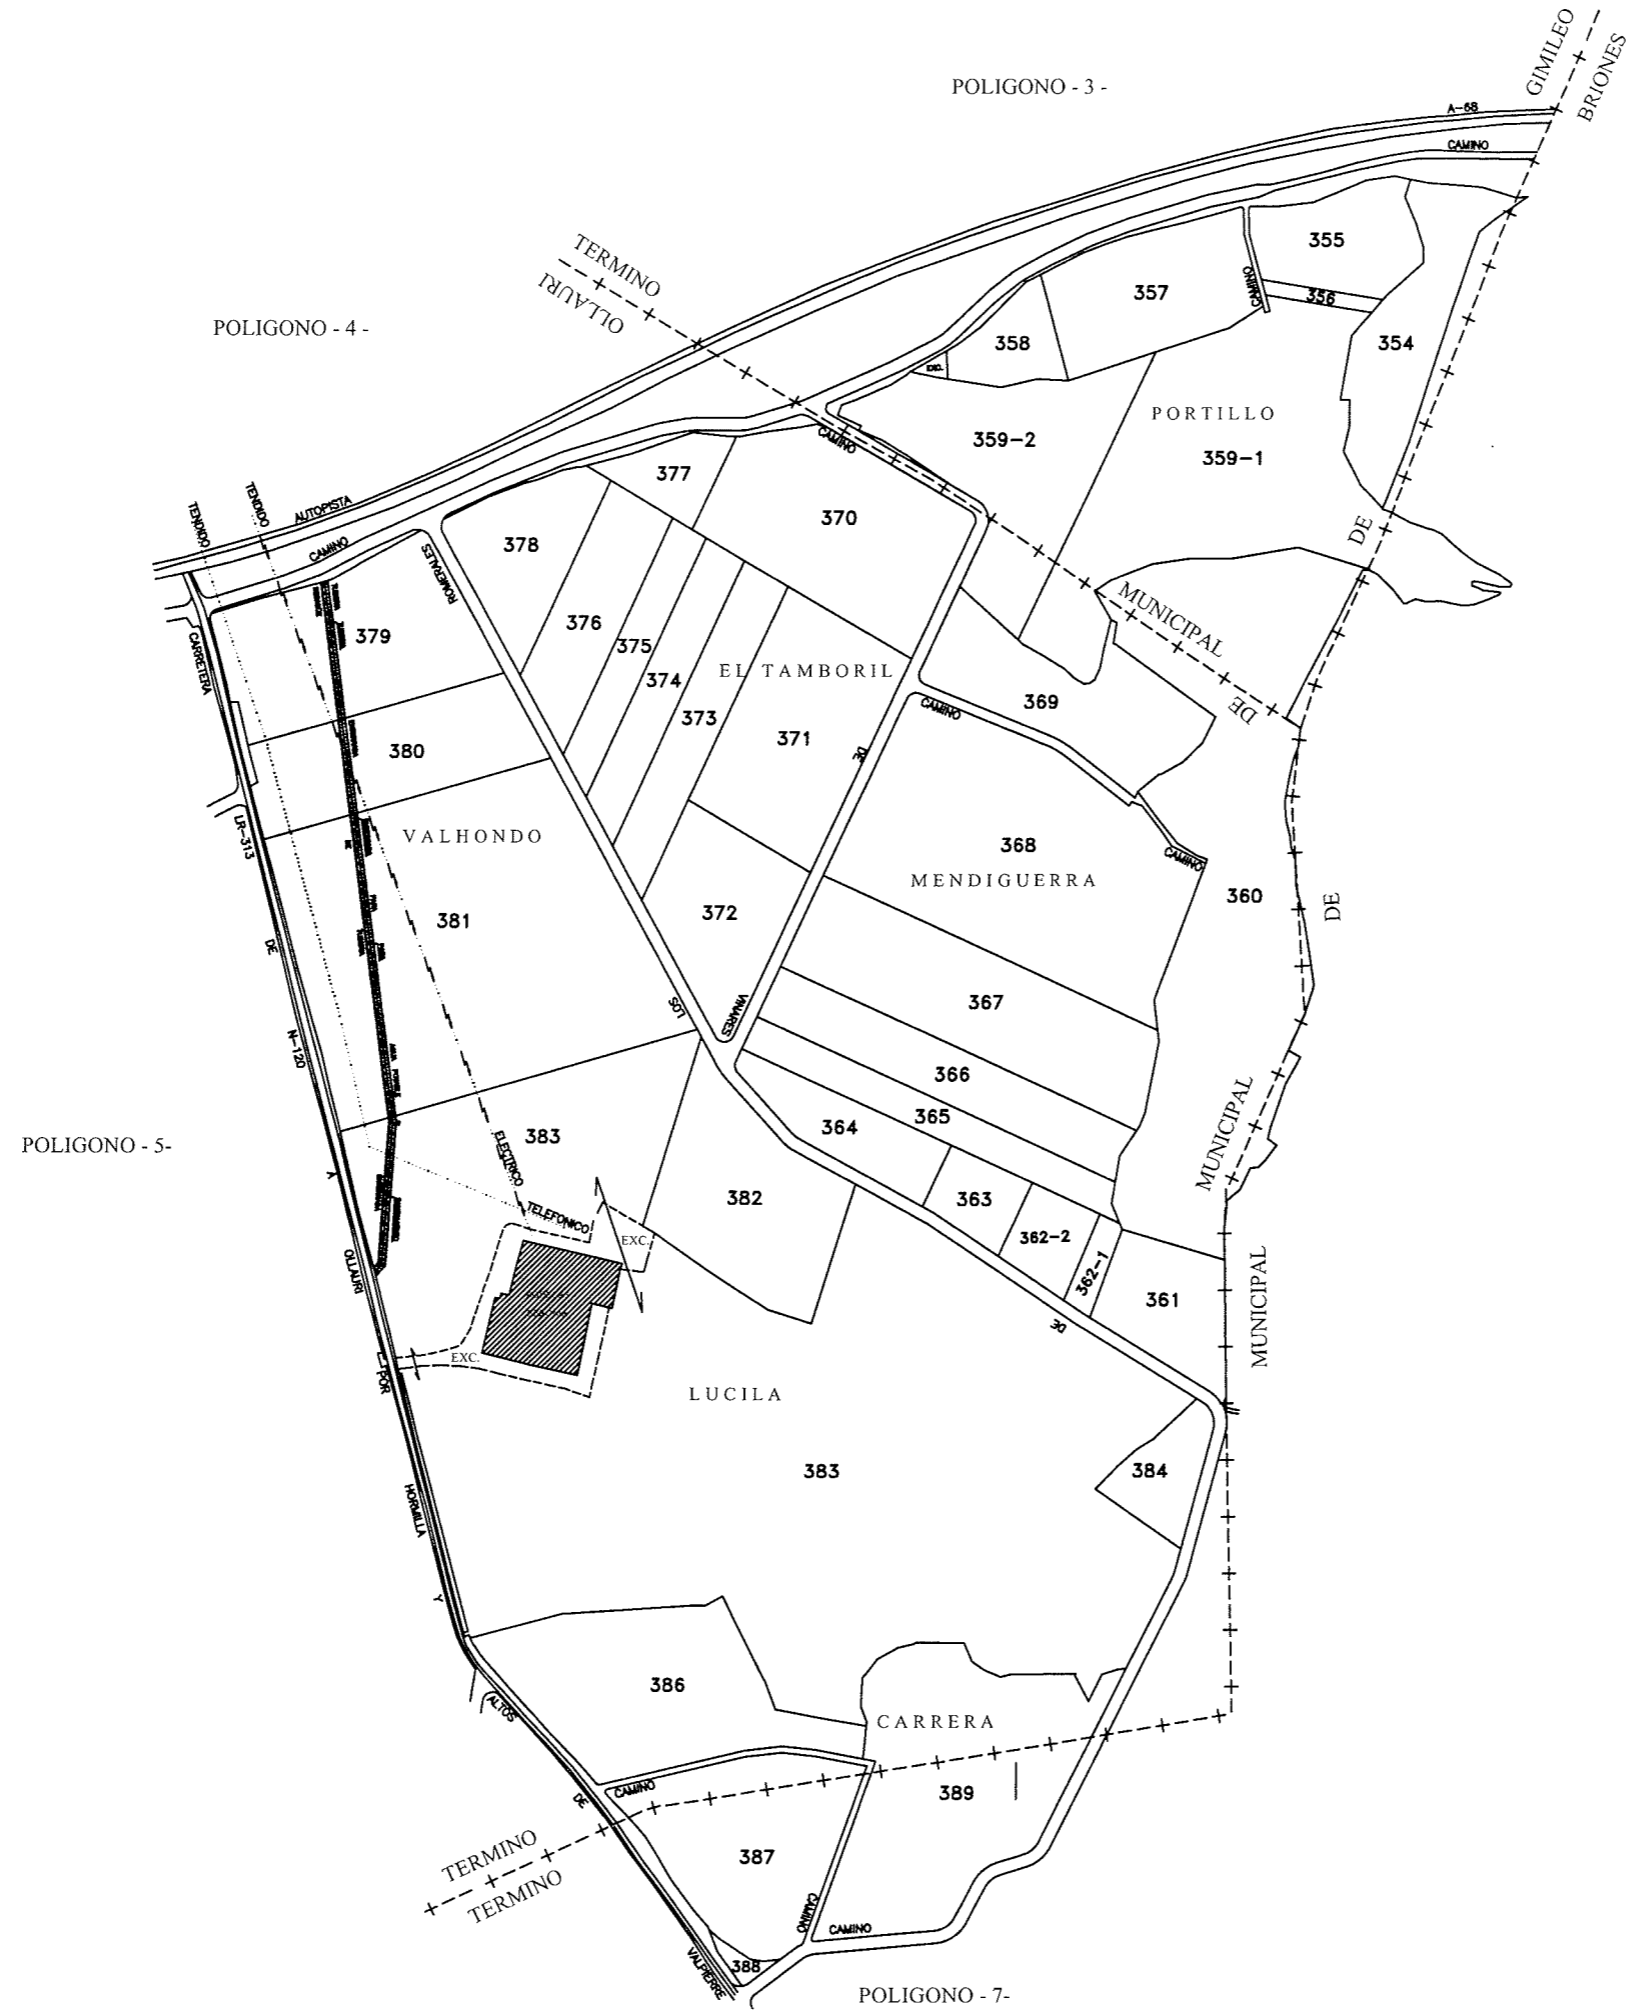 POLIGONO - 3 -
GIMILEO
BRIONES
A-68
CAMINO
TERMINO
OLLAURI
POLIGONO - 4 -
355
CAMINO
356
357
358
EXC.
354
PORTILLO
359-2
359-1
CAMINO
377
370
TENDIDO
TENDIDO
AUTOPISTA
CAMINO
378
ROMERALES
DE
MUNICIPAL
DE
379
376
375
374
373
EL TAMBORIL
371
369
CAMINO
CARRETERA
380
DE
VALHONDO
LR-313
368
MENDIGUERRA
CAMINO
360
DE
381
372
DE
LOS
VINARES
367
N-120
366
365
364
MUNICIPAL
POLIGONO - 5-
383
ELECTRICO
A
382
363
362-2
362-1
361
TELEFONICO
EXC.
OLLAURI
DE
MUNICIPAL
EXC.
POR
LUCILA
383
384
HORMILLA
Y
386
ALTOS
CARRERA
CAMINO
DE
389
TERMINO
TERMINO
387
CAMINO
CAMINO
388
VALPIERRE
POLIGONO - 7-